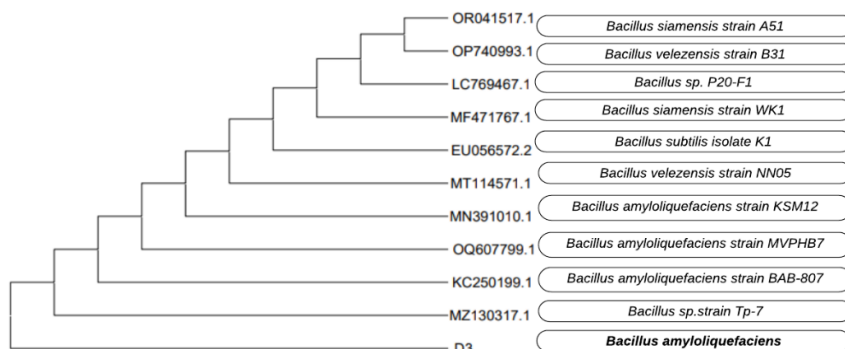 OR041517.1 Bacillus siamensis strain A51
OP740993.1 Bacillus velezensis strain B31
LC769467.1 Bacillus sp. P20-F1
MF471767.1 Bacillus siamensis strain WK1
EU056572.2 Bacillus subtilis isolate K1
MT114571.1 Bacillus velezensis strain NN05
MN391010.1 Bacillus amyloliquefaciens strain KSM12
OQ607799.1 Bacillus amyloliquefaciens strain MVPHB7
KC250199.1 Bacillus amyloliquefaciens strain BAB-807
MZ130317.1 Bacillus sp.strain Tp-7
D3 Bacillus amyloliquefaciens